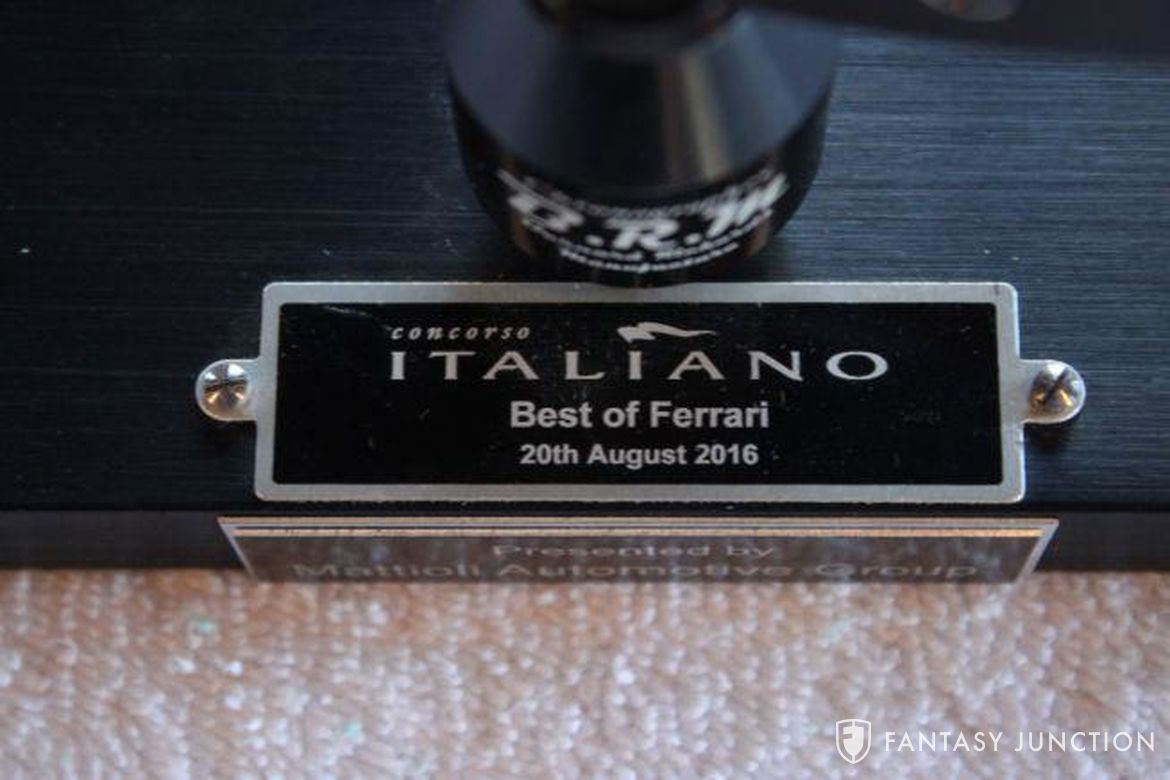 O.R.M
concorso
ITALIANO
Best of Ferrari
20th August 2016
Presented by
Mattioli Automotive Group
FANTASY JUNCTION